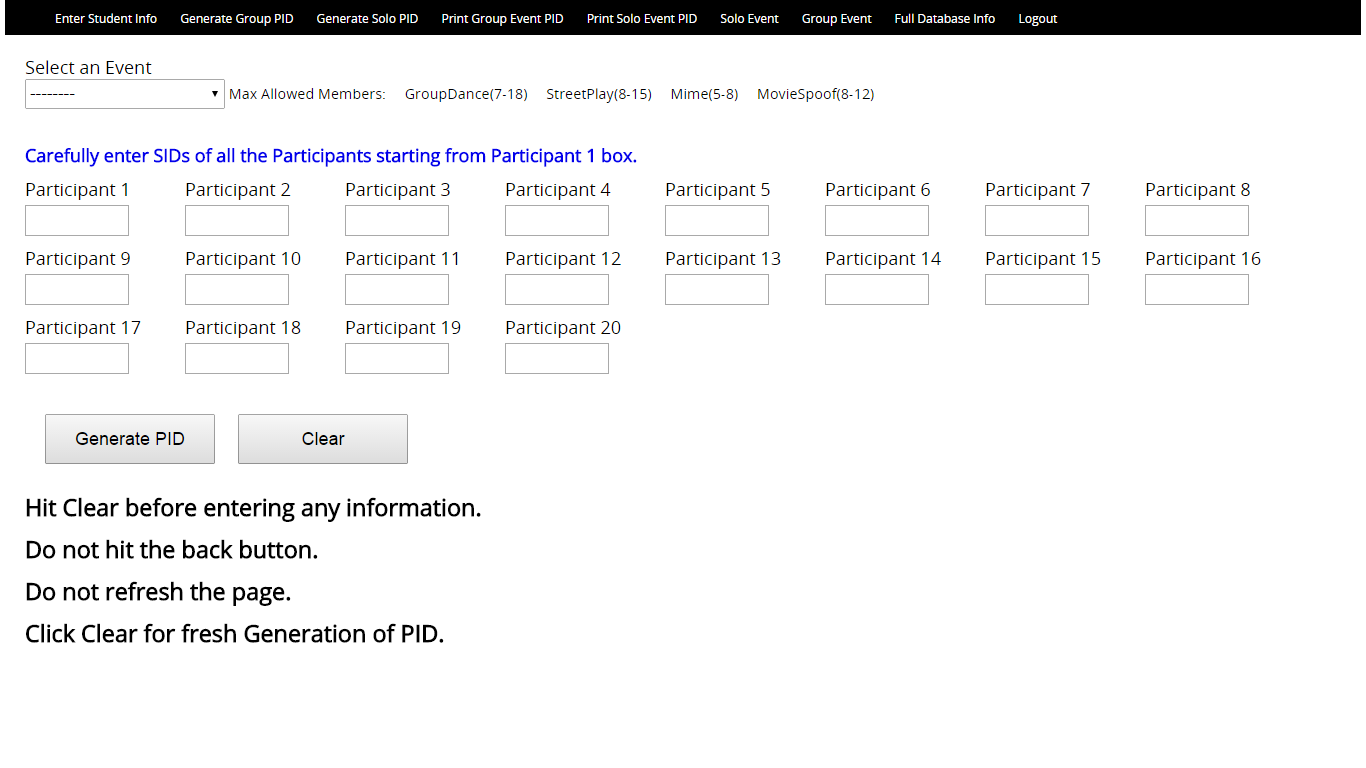 Enter Student Info Generate Group PID Generate Solo PID Print Group Event PID Print Solo Event PID Solo Event Group Event Full Database Info Logout
Select an Event
-------- Max Allowed Members: GroupDance(7-18) StreetPlay(8-15) Mime(5-8) MovieSpoof(8-12)
Carefully enter SIDs of all the Participants starting from Participant 1 box.
Participant 1 Participant 2 Participant 3 Participant 4 Participant 5 Participant 6 Participant 7 Participant 8
Participant 9 Participant 10 Participant 11 Participant 12 Participant 13 Participant 14 Participant 15 Participant 16
Participant 17 Participant 18 Participant 19 Participant 20
Generate PID Clear
Hit Clear before entering any information.
Do not hit the back button.
Do not refresh the page.
Click Clear for fresh Generation of PID.